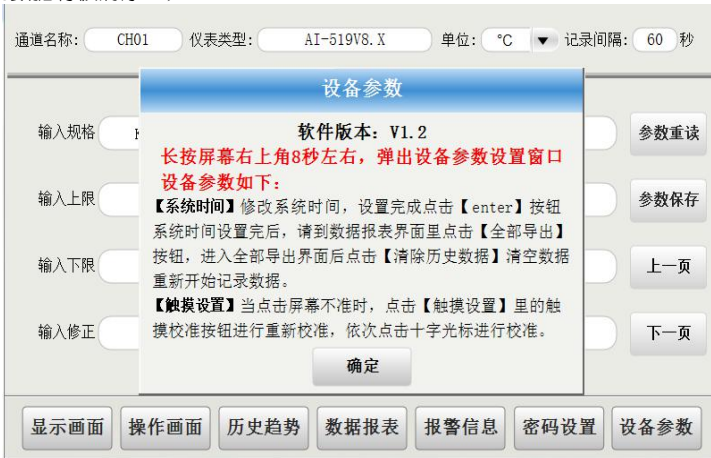 通道名称: CH01 仪表类型: AI-519V8.X 单位: °C ▼ 记录间隔: 60 秒
设备参数
软件版本：V1.2
长按屏幕右上角8秒左右，弹出设备参数设置窗口
设备参数如下：
【系统时间】修改系统时间，设置完成点击【enter】按钮
系统时间设置完后，请到数据报表界面里点击【全部导出】
按钮，进入全部导出界面后点击【清除历史数据】清空数据
重新开始记录数据。
【触摸设置】当点击屏幕不准时，点击【触摸设置】里的触
摸校准按钮进行重新校准，依次点击十字光标进行校准。
确定
输入规格
输入上限
输入下限
输入修正
参数重读
参数保存
上一页
下一页
显示画面 操作画面 历史趋势 数据报表 报警信息 密码设置 设备参数